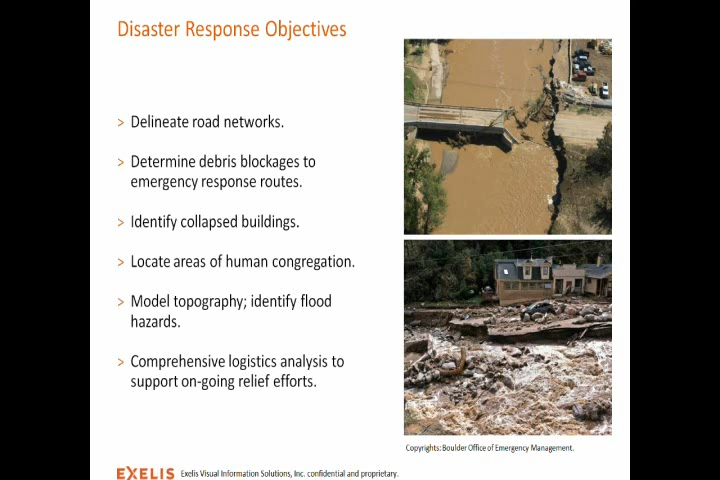 Disaster Response Objectives
> Delineate road networks.
> Determine debris blockages to
emergency response routes.
> Identify collapsed buildings.
> Locate areas of human congregation.
> Model topography; identify flood
hazards.
> Comprehensive logistics analysis to
support on-going relief efforts.
Copyrights: Boulder Office of Emergency Management.
EXELIS Exelis Visual Information Solutions, Inc. confidential and proprietary.